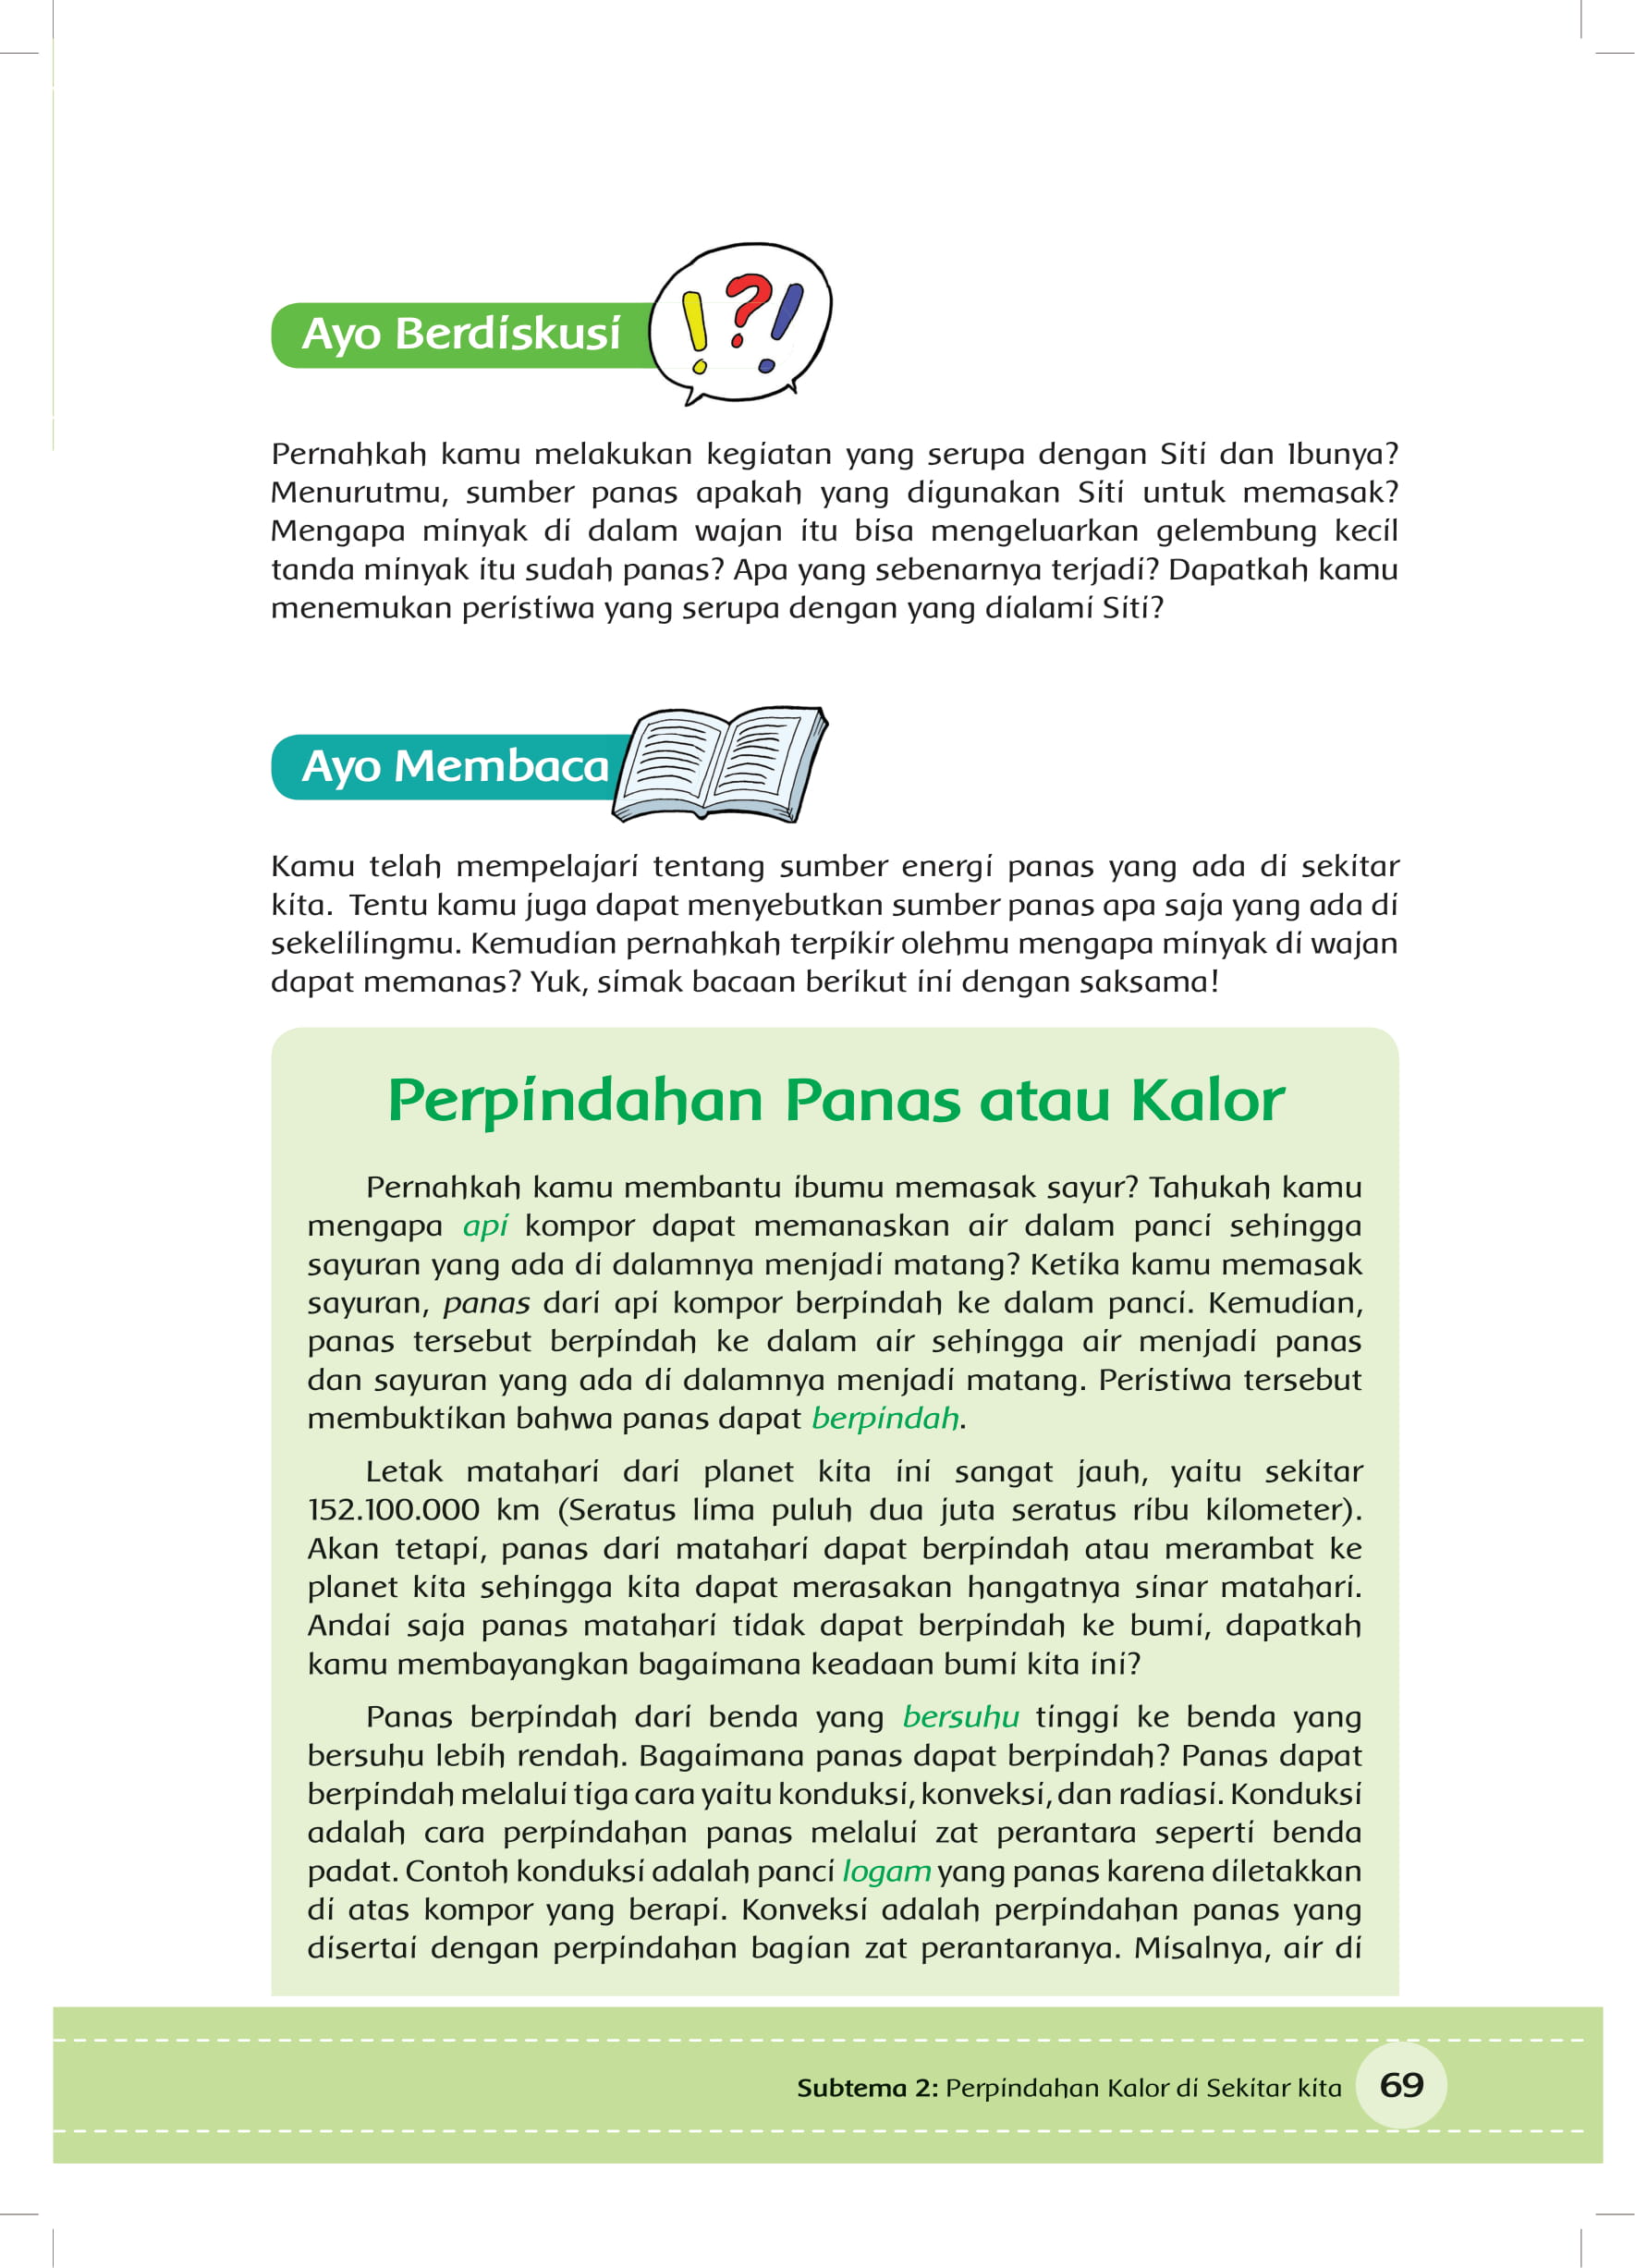 Ayo Berdiskusi
Pernahkah kamu melakukan kegiatan yang serupa dengan Siti dan Ibunya?
Menurutmu, sumber panas apakah yang digunakan Siti untuk memasak?
Mengapa minyak di dalam wajan itu bisa mengeluarkan gelembung kecil
tanda minyak itu sudah panas? Apa yang sebenarnya terjadi? Dapatkah kamu
menemukan peristiwa yang serupa dengan yang dialami Siti?
Ayo Membaca
Kamu telah mempelajari tentang sumber energi panas yang ada di sekitar
kita. Tentu kamu juga dapat menyebutkan sumber panas apa saja yang ada di
sekelilingmu. Kemudian pernahkah terpikir olehmu mengapa minyak di wajan
dapat memanas? Yuk, simak bacaan berikut ini dengan saksama!
Perpindahan Panas atau Kalor
Pernahkah kamu membantu ibumu memasak sayur? Tahukah kamu
mengapa api kompor dapat memanaskan air dalam panci sehingga
sayuran yang ada di dalamnya menjadi matang? Ketika kamu memasak
sayuran, panas dari api kompor berpindah ke dalam panci. Kemudian,
panas tersebut berpindah ke dalam air sehingga air menjadi panas
dan sayuran yang ada di dalamnya menjadi matang. Peristiwa tersebut
membuktikan bahwa panas dapat berpindah.
Letak matahari dari planet kita ini sangat jauh, yaitu sekitar
152.100.000 km (Seratus lima puluh dua juta seratus ribu kilometer).
Akan tetapi, panas dari matahari dapat berpindah atau merambat ke
planet kita sehingga kita dapat merasakan hangatnya sinar matahari.
Andai saja panas matahari tidak dapat berpindah ke bumi, dapatkah
kamu membayangkan bagaimana keadaan bumi kita ini?
Panas berpindah dari benda yang bersuhu tinggi ke benda yang
bersuhu lebih rendah. Bagaimana panas dapat berpindah? Panas dapat
berpindah melalui tiga cara yaitu konduksi, konveksi, dan radiasi. Konduksi
adalah cara perpindahan panas melalui zat perantara seperti benda
padat. Contoh konduksi adalah panci logam yang panas karena diletakkan
di atas kompor yang berapi. Konveksi adalah perpindahan panas yang
disertai dengan perpindahan bagian zat perantaranya. Misalnya, air di
Subtema 2: Perpindahan Kalor di Sekitar kita 69